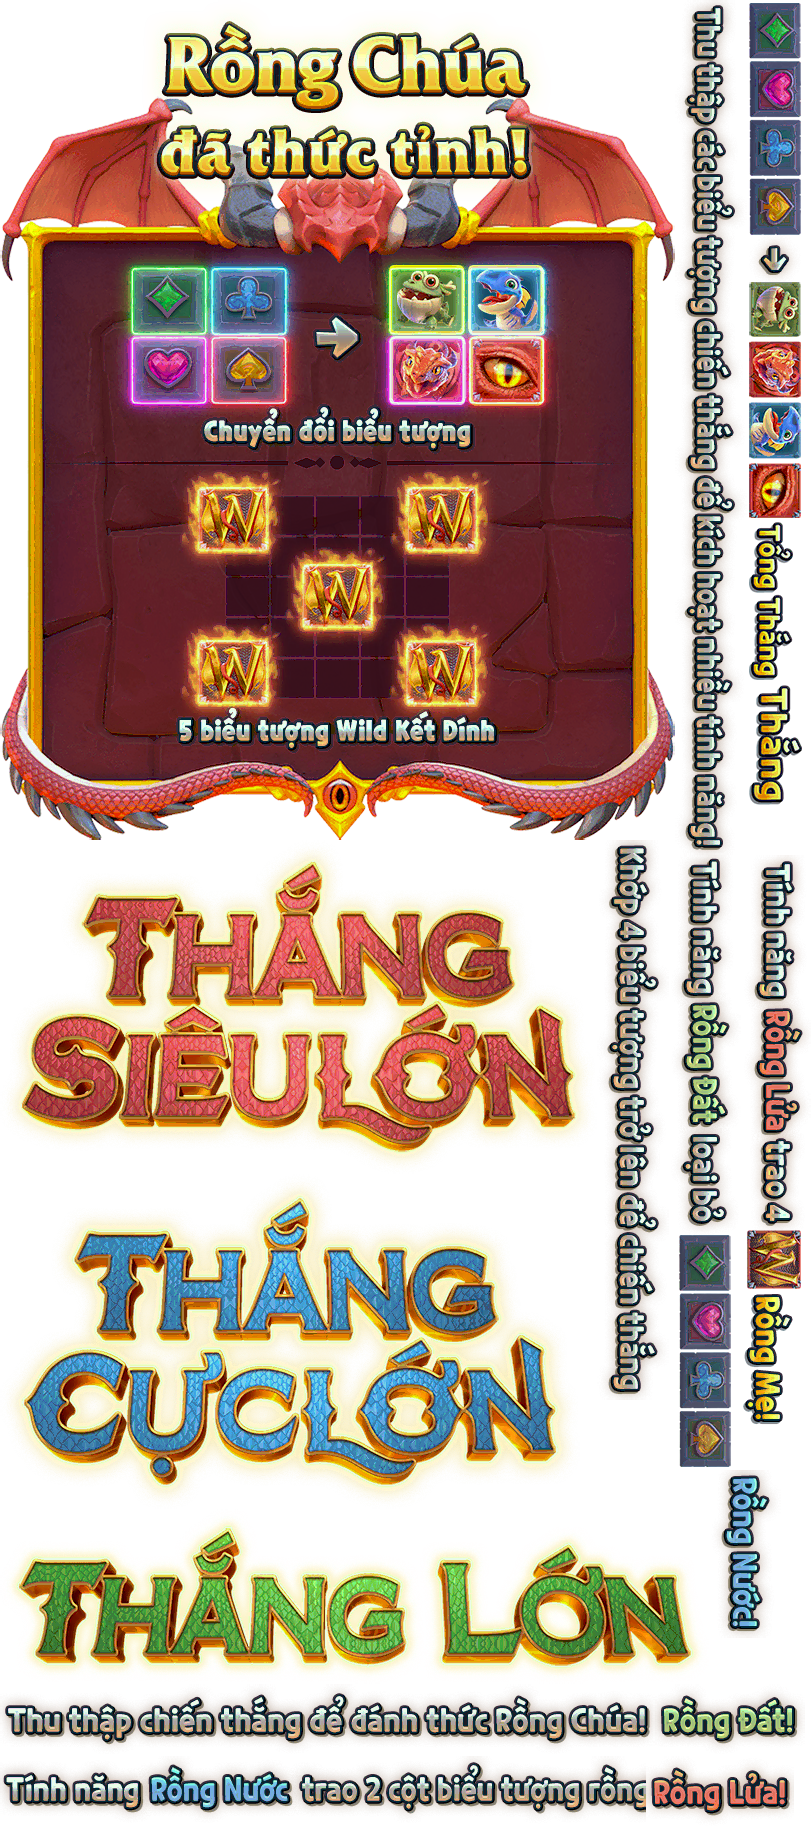 Rồng Chúa
đã thức tỉnh!
Chuyển đổi biểu tượng
W
W
W
W
W
5 biểu tượng Wild Kết Dính
Thu thập các biểu tượng chiến thắng để kích hoạt nhiều tính năng!
Tổng Thắng Thắng
THẮNG
SIÊU LỚN
THẮNG
CỰC LỚN
THẮNG LỚN
Khớp 4 biểu tượng trở lên để chiến thắng
Tính năng Rồng Đất loại bỏ
Tính năng Rồng Lửa trao 4 W
Rồng Mẹ!
Rồng Nước!
Thu thập chiến thắng để đánh thức Rồng Chúa! Rồng Đất!
Tính năng Rồng Nước trao 2 cột biểu tượng rồng Rồng Lửa!